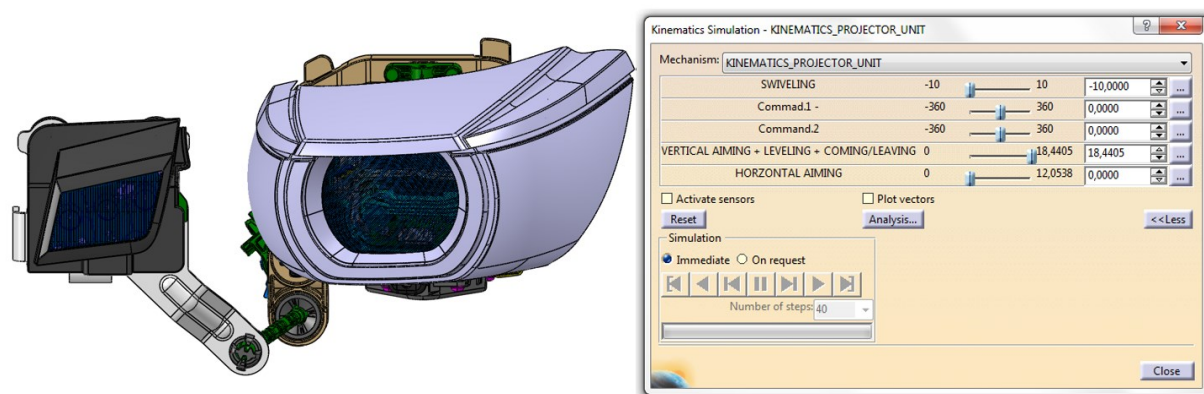 Kinematics Simulation - KINEMATICS_PROJECTOR_UNIT
Mechanism: KINEMATICS_PROJECTOR_UNIT
SWIVELING -10 10 -10,0000 ...
Commad.1 - -360 360 0,0000 ...
Command.2 -360 360 0,0000 ...
VERTICAL AIMING + LEVELING + COMING/LEAVING 0 18,4405 18,4405 ...
HORZONTAL AIMING 0 12,0538 0,0000 ...
Activate sensors Plot vectors
Reset Analysis... <<Less
Simulation
Immediate On request
Number of steps: 40
Close